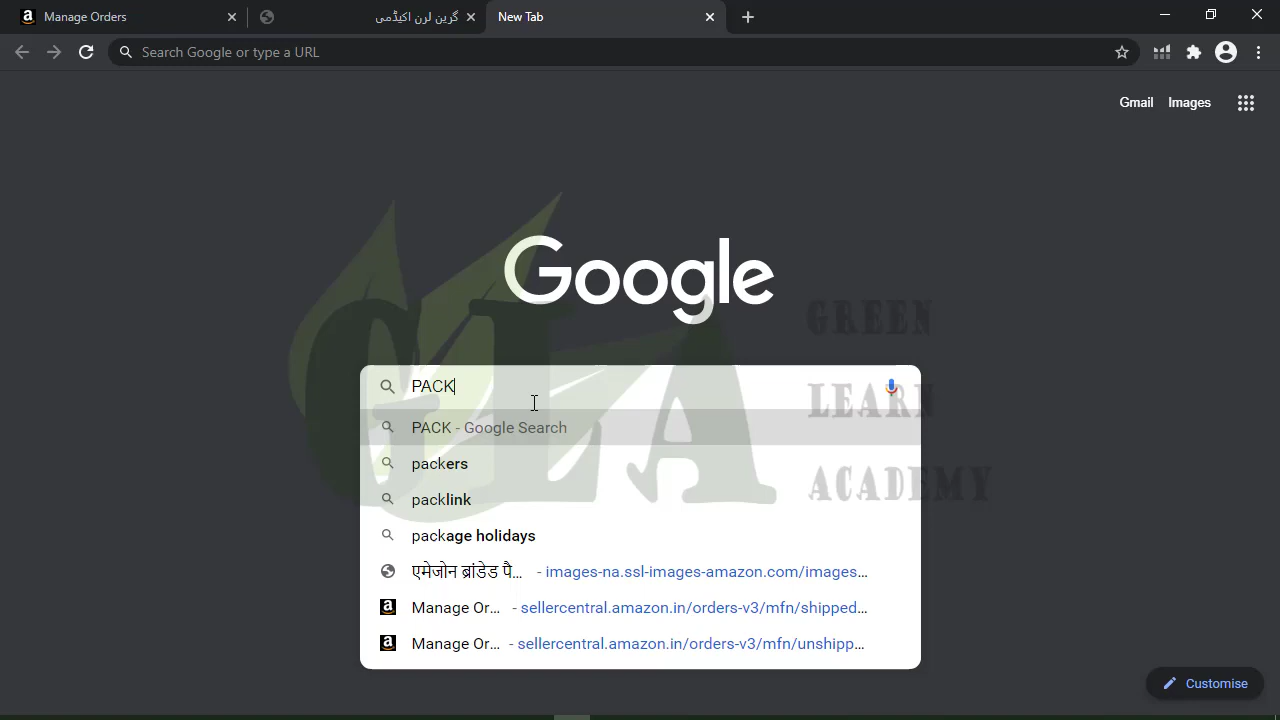 Manage Orders
گرین لرن اکیڈمی
New Tab
Search Google or type a URL
Gmail
Images
Google
GREEN
PACK
LEARN
PACK - Google Search
packers
GLA
ACADEMY
packlink
package holidays
एमेजोन ब्रांडेड पै... - images-na.ssl-images-amazon.com/images...
Manage Or... - sellercentral.amazon.in/orders-v3/mfn/shipped...
Manage Or... - sellercentral.amazon.in/orders-v3/mfn/unshipp...
Customise